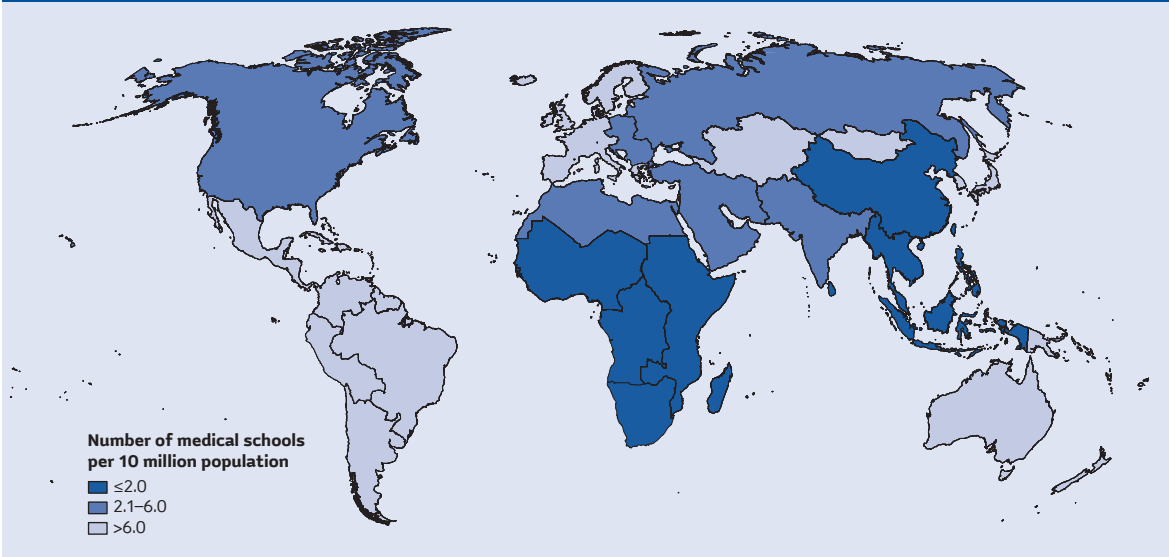 Number of medical schools
per 10 million population
≤2.0
2.1–6.0
>6.0